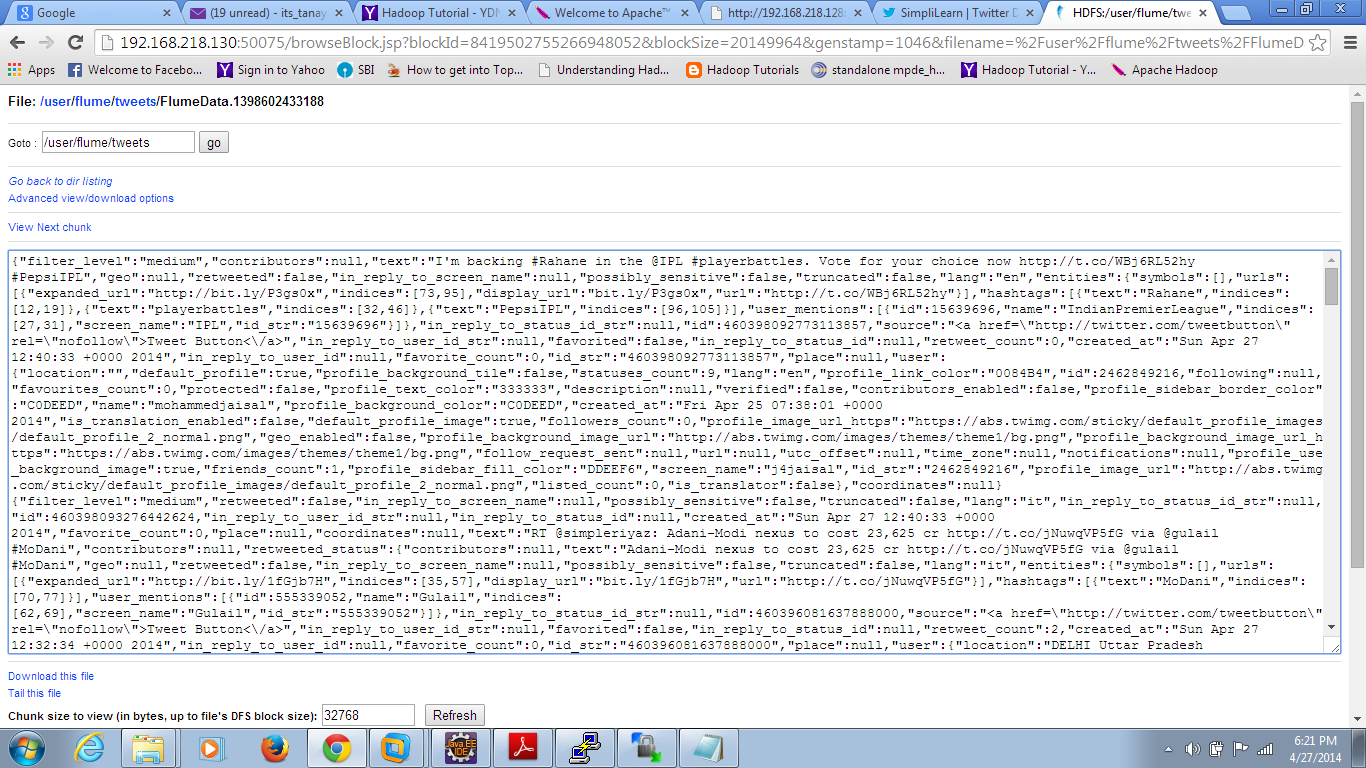 Google
(19 unread) - its_tanay
Hadoop Tutorial - YDN
Welcome to Apache™
http://192.168.218.128:
SimpliLearn | Twitter D
HDFS:/user/flume/twe
192.168.218.130:50075/browseBlock.jsp?blockId=8419502755266948052&blockSize=20149964&genstamp=1046&filename=%2Fuser%2Fflume%2Ftweets%2FFlumeD
Apps
Welcome to Facebo...
Sign in to Yahoo
SBI
How to get into Top...
Understanding Had...
Hadoop Tutorials
standalone mpde_h...
Hadoop Tutorial - Y...
Apache Hadoop
File: /user/flume/tweets/FlumeData.1398602433188
Goto : /user/flume/tweets go
Go back to dir listing
Advanced view/download options
View Next chunk
{"filter_level":"medium","contributors":null,"text":"I'm backing #Rahane in the @IPL #playerbattles. Vote for your choice now http://t.co/WBj6RL52hy
#PepsiIPL","geo":null,"retweeted":false,"in_reply_to_screen_name":null,"possibly_sensitive":false,"truncated":false,"lang":"en","entities":{"symbols":[],"urls":
[{"expanded_url":"http://bit.ly/P3gs0x","indices":[73,95],"display_url":"bit.ly/P3gs0x","url":"http://t.co/WBj6RL52hy"}],"hashtags":[{"text":"Rahane","indices":
[12,19]},{"text":"playerbattles","indices":[32,46]},{"text":"PepsiIPL","indices":[96,105]}],"user_mentions":[{"id":15639696,"name":"IndianPremierLeague","indices":
[27,31],"screen_name":"IPL","id_str":"15639696"}]},"in_reply_to_status_id_str":null,"id":460398092773113857,"source":"<a href=\"http://twitter.com/tweetbutton\"
rel=\"nofollow\">Tweet Button<\/a>","in_reply_to_user_id_str":null,"favorited":false,"in_reply_to_status_id":null,"retweet_count":0,"created_at":"Sun Apr 27
12:40:33 +0000 2014","in_reply_to_user_id":null,"favorite_count":0,"id_str":"460398092773113857","place":null,"user":
{"location":"","default_profile":true,"profile_background_tile":false,"statuses_count":9,"lang":"en","profile_link_color":"0084B4","id":2462849216,"following":null,
"favourites_count":0,"protected":false,"profile_text_color":"333333","description":null,"verified":false,"contributors_enabled":false,"profile_sidebar_border_color"
:"C0DEED","name":"mohammedjaisal","profile_background_color":"C0DEED","created_at":"Fri Apr 25 07:38:01 +0000
2014","is_translation_enabled":false,"default_profile_image":true,"followers_count":0,"profile_image_url_https":"https://abs.twimg.com/sticky/default_profile_images
/default_profile_2_normal.png","geo_enabled":false,"profile_background_image_url":"http://abs.twimg.com/images/themes/theme1/bg.png","profile_background_image_url_h
ttps":"https://abs.twimg.com/images/themes/theme1/bg.png","follow_request_sent":null,"url":null,"utc_offset":null,"time_zone":null,"notifications":null,"profile_use
_background_image":true,"friends_count":1,"profile_sidebar_fill_color":"DDEEF6","screen_name":"j4jaisal","id_str":"2462849216","profile_image_url":"http://abs.twimg
.com/sticky/default_profile_images/default_profile_2_normal.png","listed_count":0,"is_translator":false},"coordinates":null}
{"filter_level":"medium","retweeted":false,"in_reply_to_screen_name":null,"possibly_sensitive":false,"truncated":false,"lang":"it","in_reply_to_status_id_str":null,
"id":460398093276442624,"in_reply_to_user_id_str":null,"in_reply_to_status_id":null,"created_at":"Sun Apr 27 12:40:33 +0000
2014","favorite_count":0,"place":null,"coordinates":null,"text":"RT @simpleriyaz: Adani-Modi nexus to cost 23,625 cr http://t.co/jNuwqVP5fG via @gulail
#MoDani","contributors":null,"retweeted_status":{"contributors":null,"text":"Adani-Modi nexus to cost 23,625 cr http://t.co/jNuwqVP5fG via @gulail
#MoDani","geo":null,"retweeted":false,"in_reply_to_screen_name":null,"possibly_sensitive":false,"truncated":false,"lang":"it","entities":{"symbols":[],"urls":
[{"expanded_url":"http://bit.ly/1fGjb7H","indices":[35,57],"display_url":"bit.ly/1fGjb7H","url":"http://t.co/jNuwqVP5fG"}],"hashtags":[{"text":"MoDani","indices":
[70,77]}],"user_mentions":[{"id":555339052,"name":"Gulail","indices":
[62,69],"screen_name":"Gulail","id_str":"555339052"}]},"in_reply_to_status_id_str":null,"id":460396081637888000,"source":"<a href=\"http://twitter.com/tweetbutton\"
rel=\"nofollow\">Tweet Button<\/a>","in_reply_to_user_id_str":null,"favorited":false,"in_reply_to_status_id":null,"retweet_count":2,"created_at":"Sun Apr 27
12:32:34 +0000 2014","in_reply_to_user_id":null,"favorite_count":0,"id_str":"460396081637888000","place":null,"user":{"location":"DELHI Uttar Pradesh
Download this file
Tail this file
Chunk size to view (in bytes, up to file's DFS block size): 32768 Refresh
Java EE
IDE
6:21 PM
4/27/2014